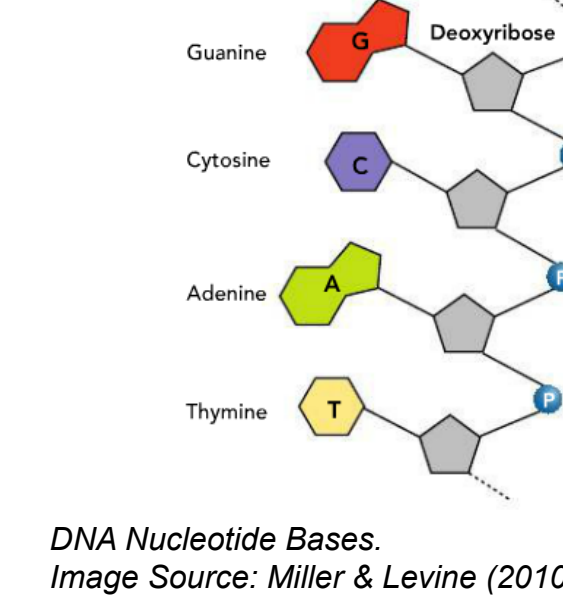 G
Deoxyribose
Guanine
Cytosine
C
Adenine
A
P
Thymine
T
P
DNA Nucleotide Bases.
Image Source: Miller & Levine (2010